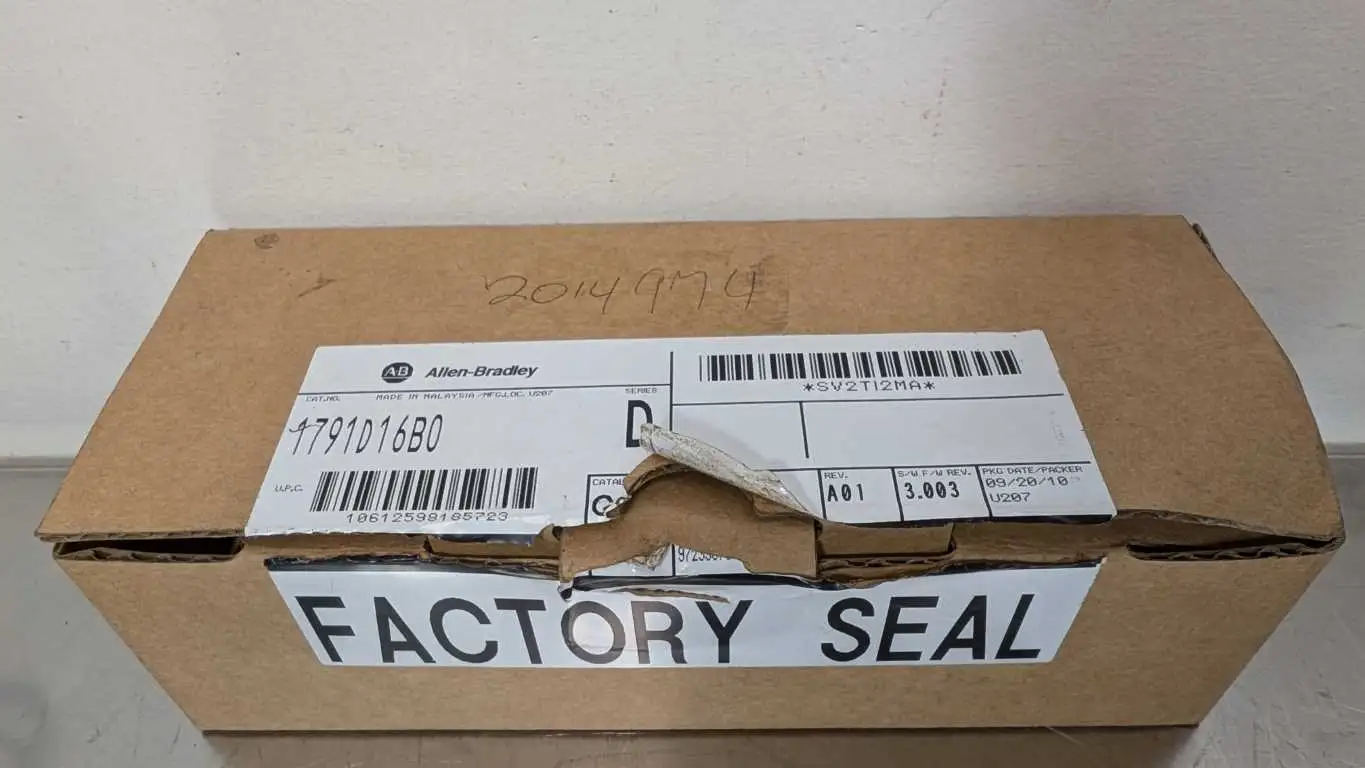 2014974
AB Allen-Bradley
CAT.NO. MADE IN MALAYSIA /MFG.LOC. U207
SERIES
1791D16B0
D
*SV2TI2MA*
U.P.C.
10612598185723
REV.
A01
S/W.F/W REV.
3.003
PKG DATE/PACKER
09/20/10
U207
FACTORY SEAL